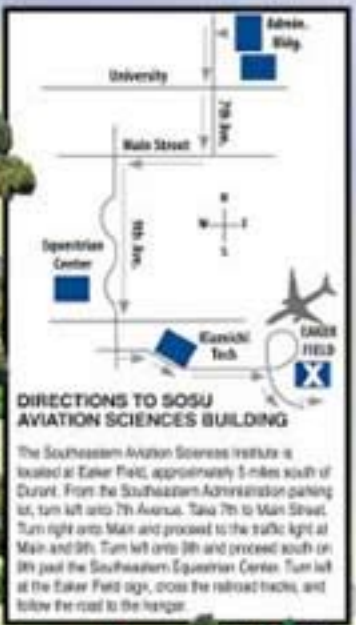 Admin.
Bldg.
University
7th Ave.
Main Street
N
W E
S
9th Ave.
Equestrian
Center
Kiamichi
Tech
EAKER
FIELD
X
DIRECTIONS TO SOSU
AVIATION SCIENCES BUILDING
The Southeastern Aviation Sciences Institute is
located at Eaker Field, approximately 5 miles south of
Durant. From the Southeastern Administration parking
lot, turn left onto 7th Avenue. Take 7th to Main Street.
Turn right onto Main and proceed to the traffic light at
Main and 9th. Turn left onto 9th and proceed south on
9th past the Southeastern Equestrian Center. Turn left
at the Eaker Field sign, cross the railroad tracks, and
follow the road to the hangar.